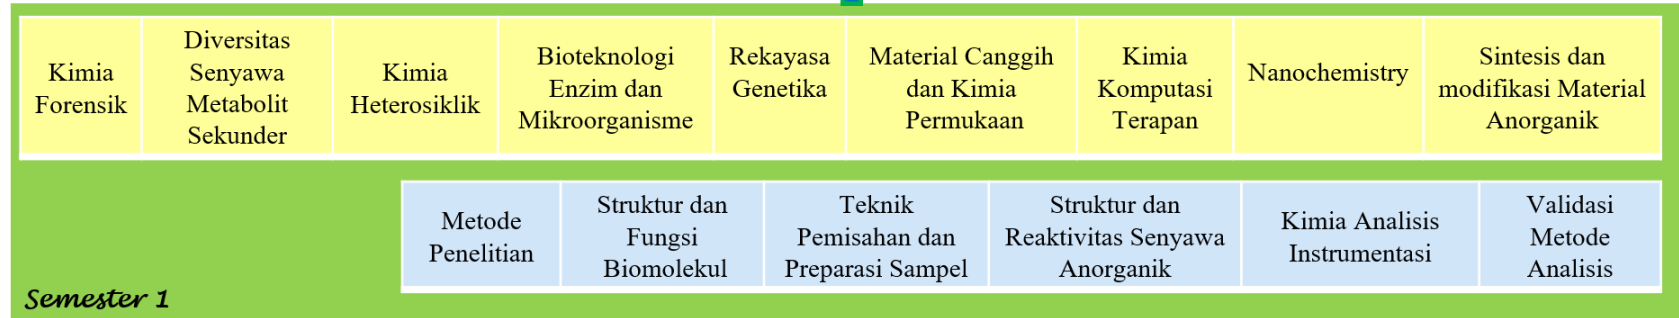 Kimia
Forensik
Diversitas
Senyawa
Metabolit
Sekunder
Kimia
Heterosiklik
Bioteknologi
Enzim dan
Mikroorganisme
Rekayasa
Genetika
Material Canggih
dan Kimia
Permukaan
Kimia
Komputasi
Terapan
Nanochemistry
Sintesis dan
modifikasi Material
Anorganik
Metode
Penelitian
Struktur dan
Fungsi
Biomolekul
Teknik
Pemisahan dan
Preparasi Sampel
Struktur dan
Reaktivitas Senyawa
Anorganik
Kimia Analisis
Instrumentasi
Validasi
Metode
Analisis
Semester 1